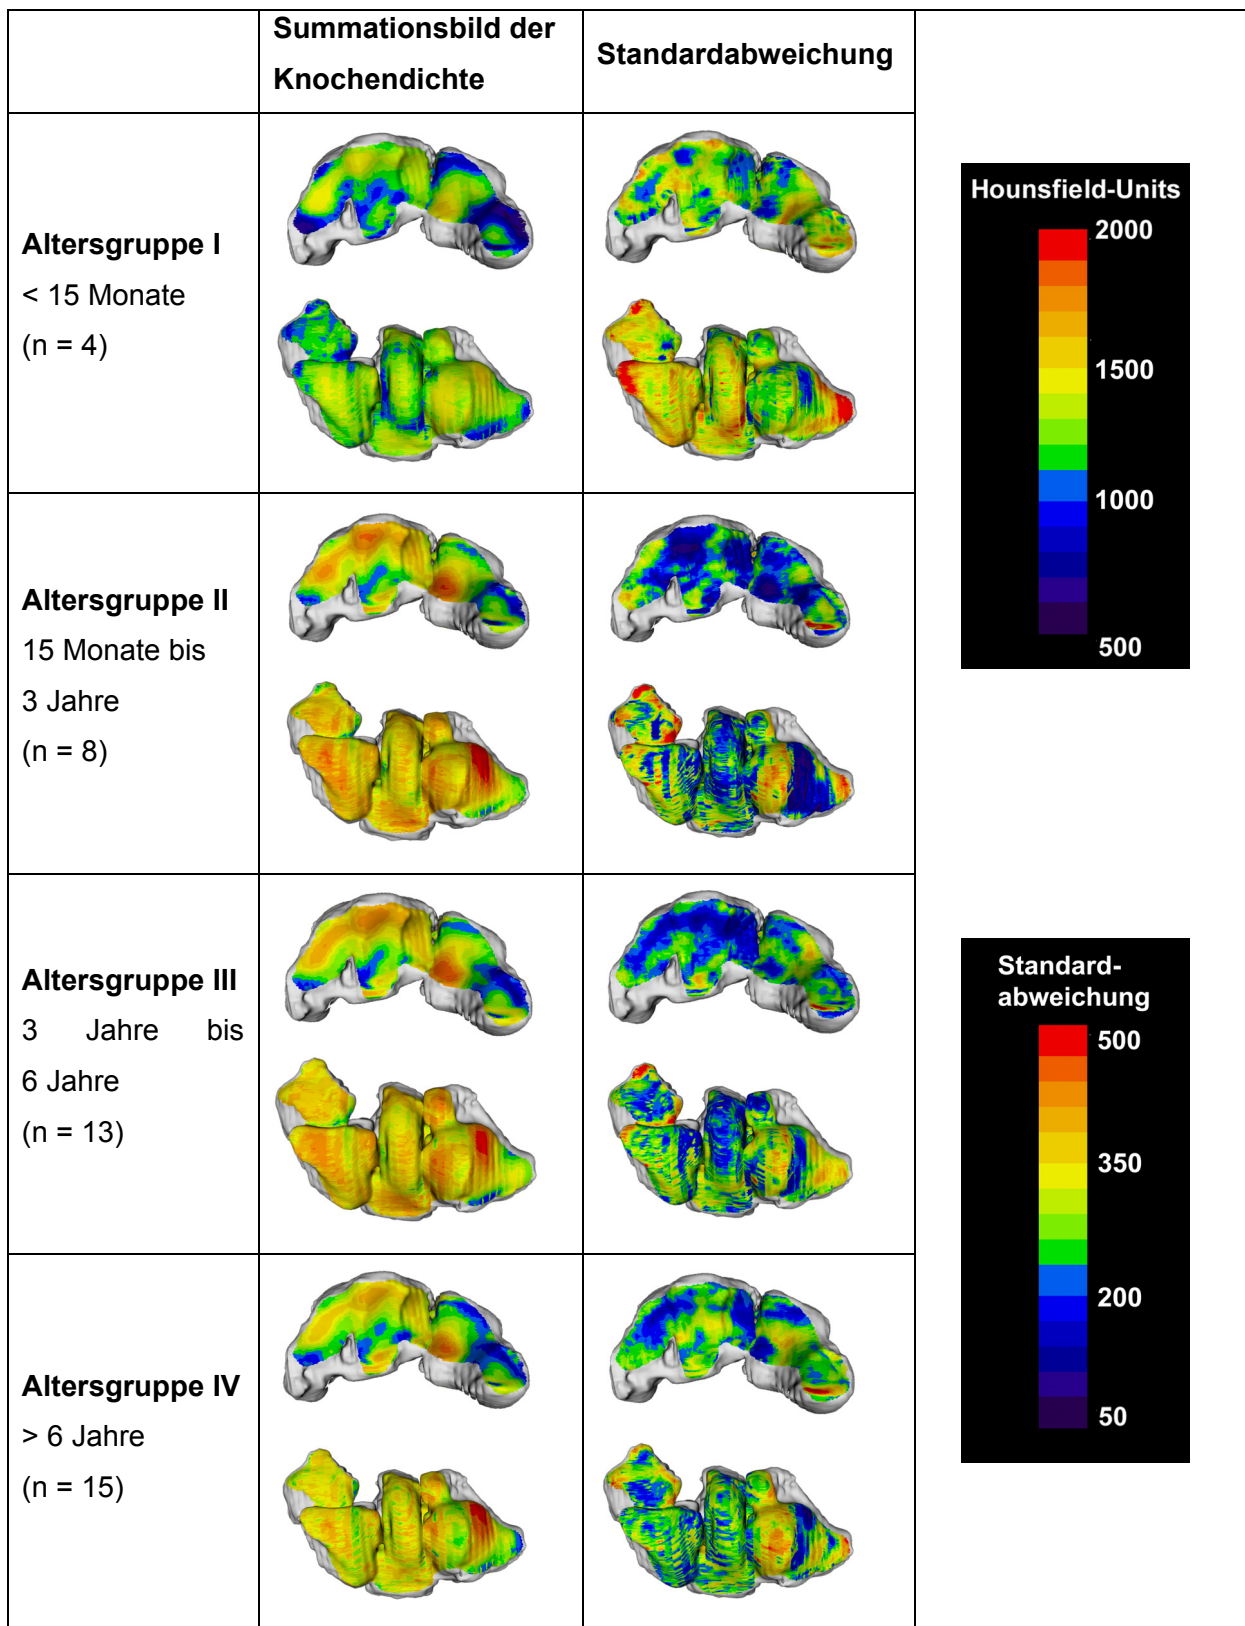 Summationsbild der
Knochendichte
Standardabweichung
Altersgruppe I
< 15 Monate
(n = 4)
Altersgruppe II
15 Monate bis
3 Jahre
(n = 8)
Altersgruppe III
3 Jahre bis
6 Jahre
(n = 13)
Altersgruppe IV
> 6 Jahre
(n = 15)
Hounsfield-Units
2000
1500
1000
500
Standard-
abweichung
500
350
200
50